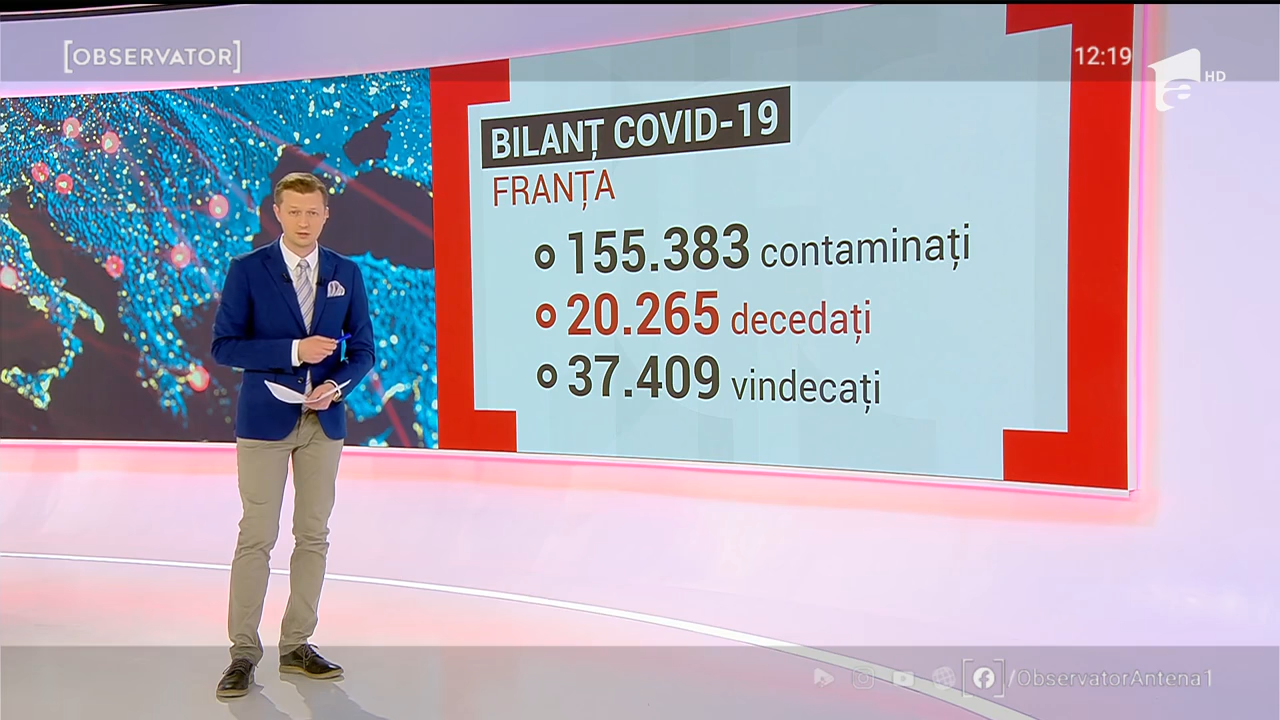 [OBSERVATOR]
12:19
HD
BILANȚ COVID-19
FRANȚA
155.383 contaminați
20.265 decedați
37.409 vindecați
/ObservatorAntena1